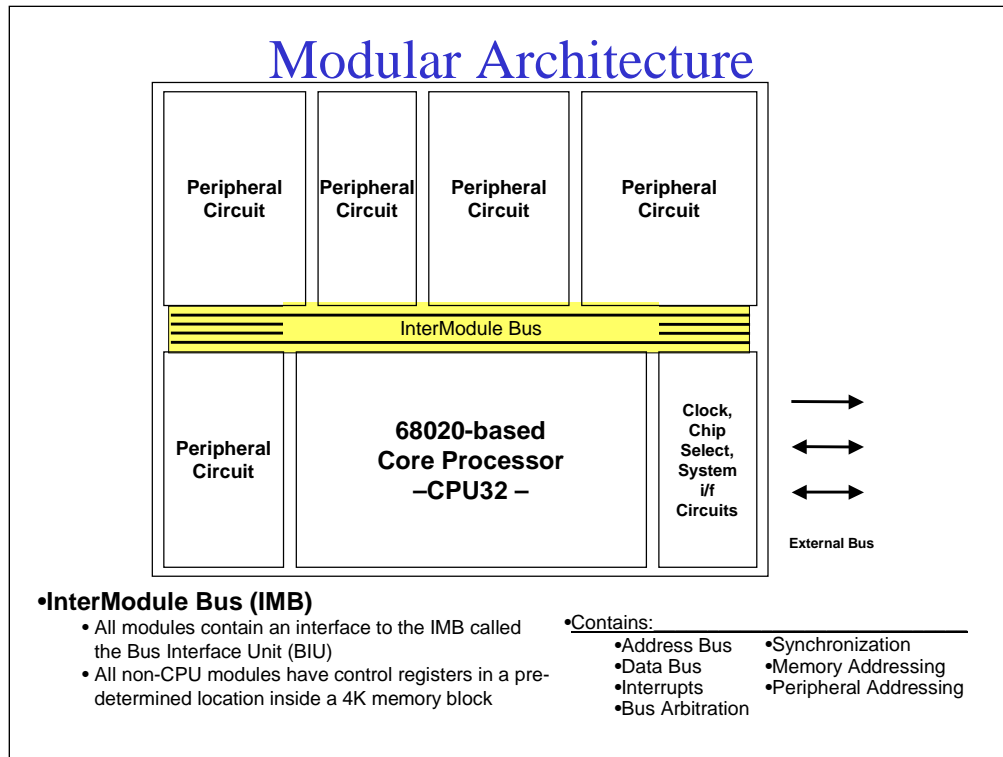 Modular Architecture
Peripheral
Circuit
Peripheral
Circuit
Peripheral
Circuit
Peripheral
Circuit
InterModule Bus
Peripheral
Circuit
68020-based
Core Processor
–CPU32 –
Clock,
Chip
Select,
System
i/f
Circuits
External Bus
•InterModule Bus (IMB)
• All modules contain an interface to the IMB called
the Bus Interface Unit (BIU)
• All non-CPU modules have control registers in a pre-
determined location inside a 4K memory block
•Contains:
•Address Bus
•Data Bus
•Interrupts
•Bus Arbitration
•Synchronization
•Memory Addressing
•Peripheral Addressing